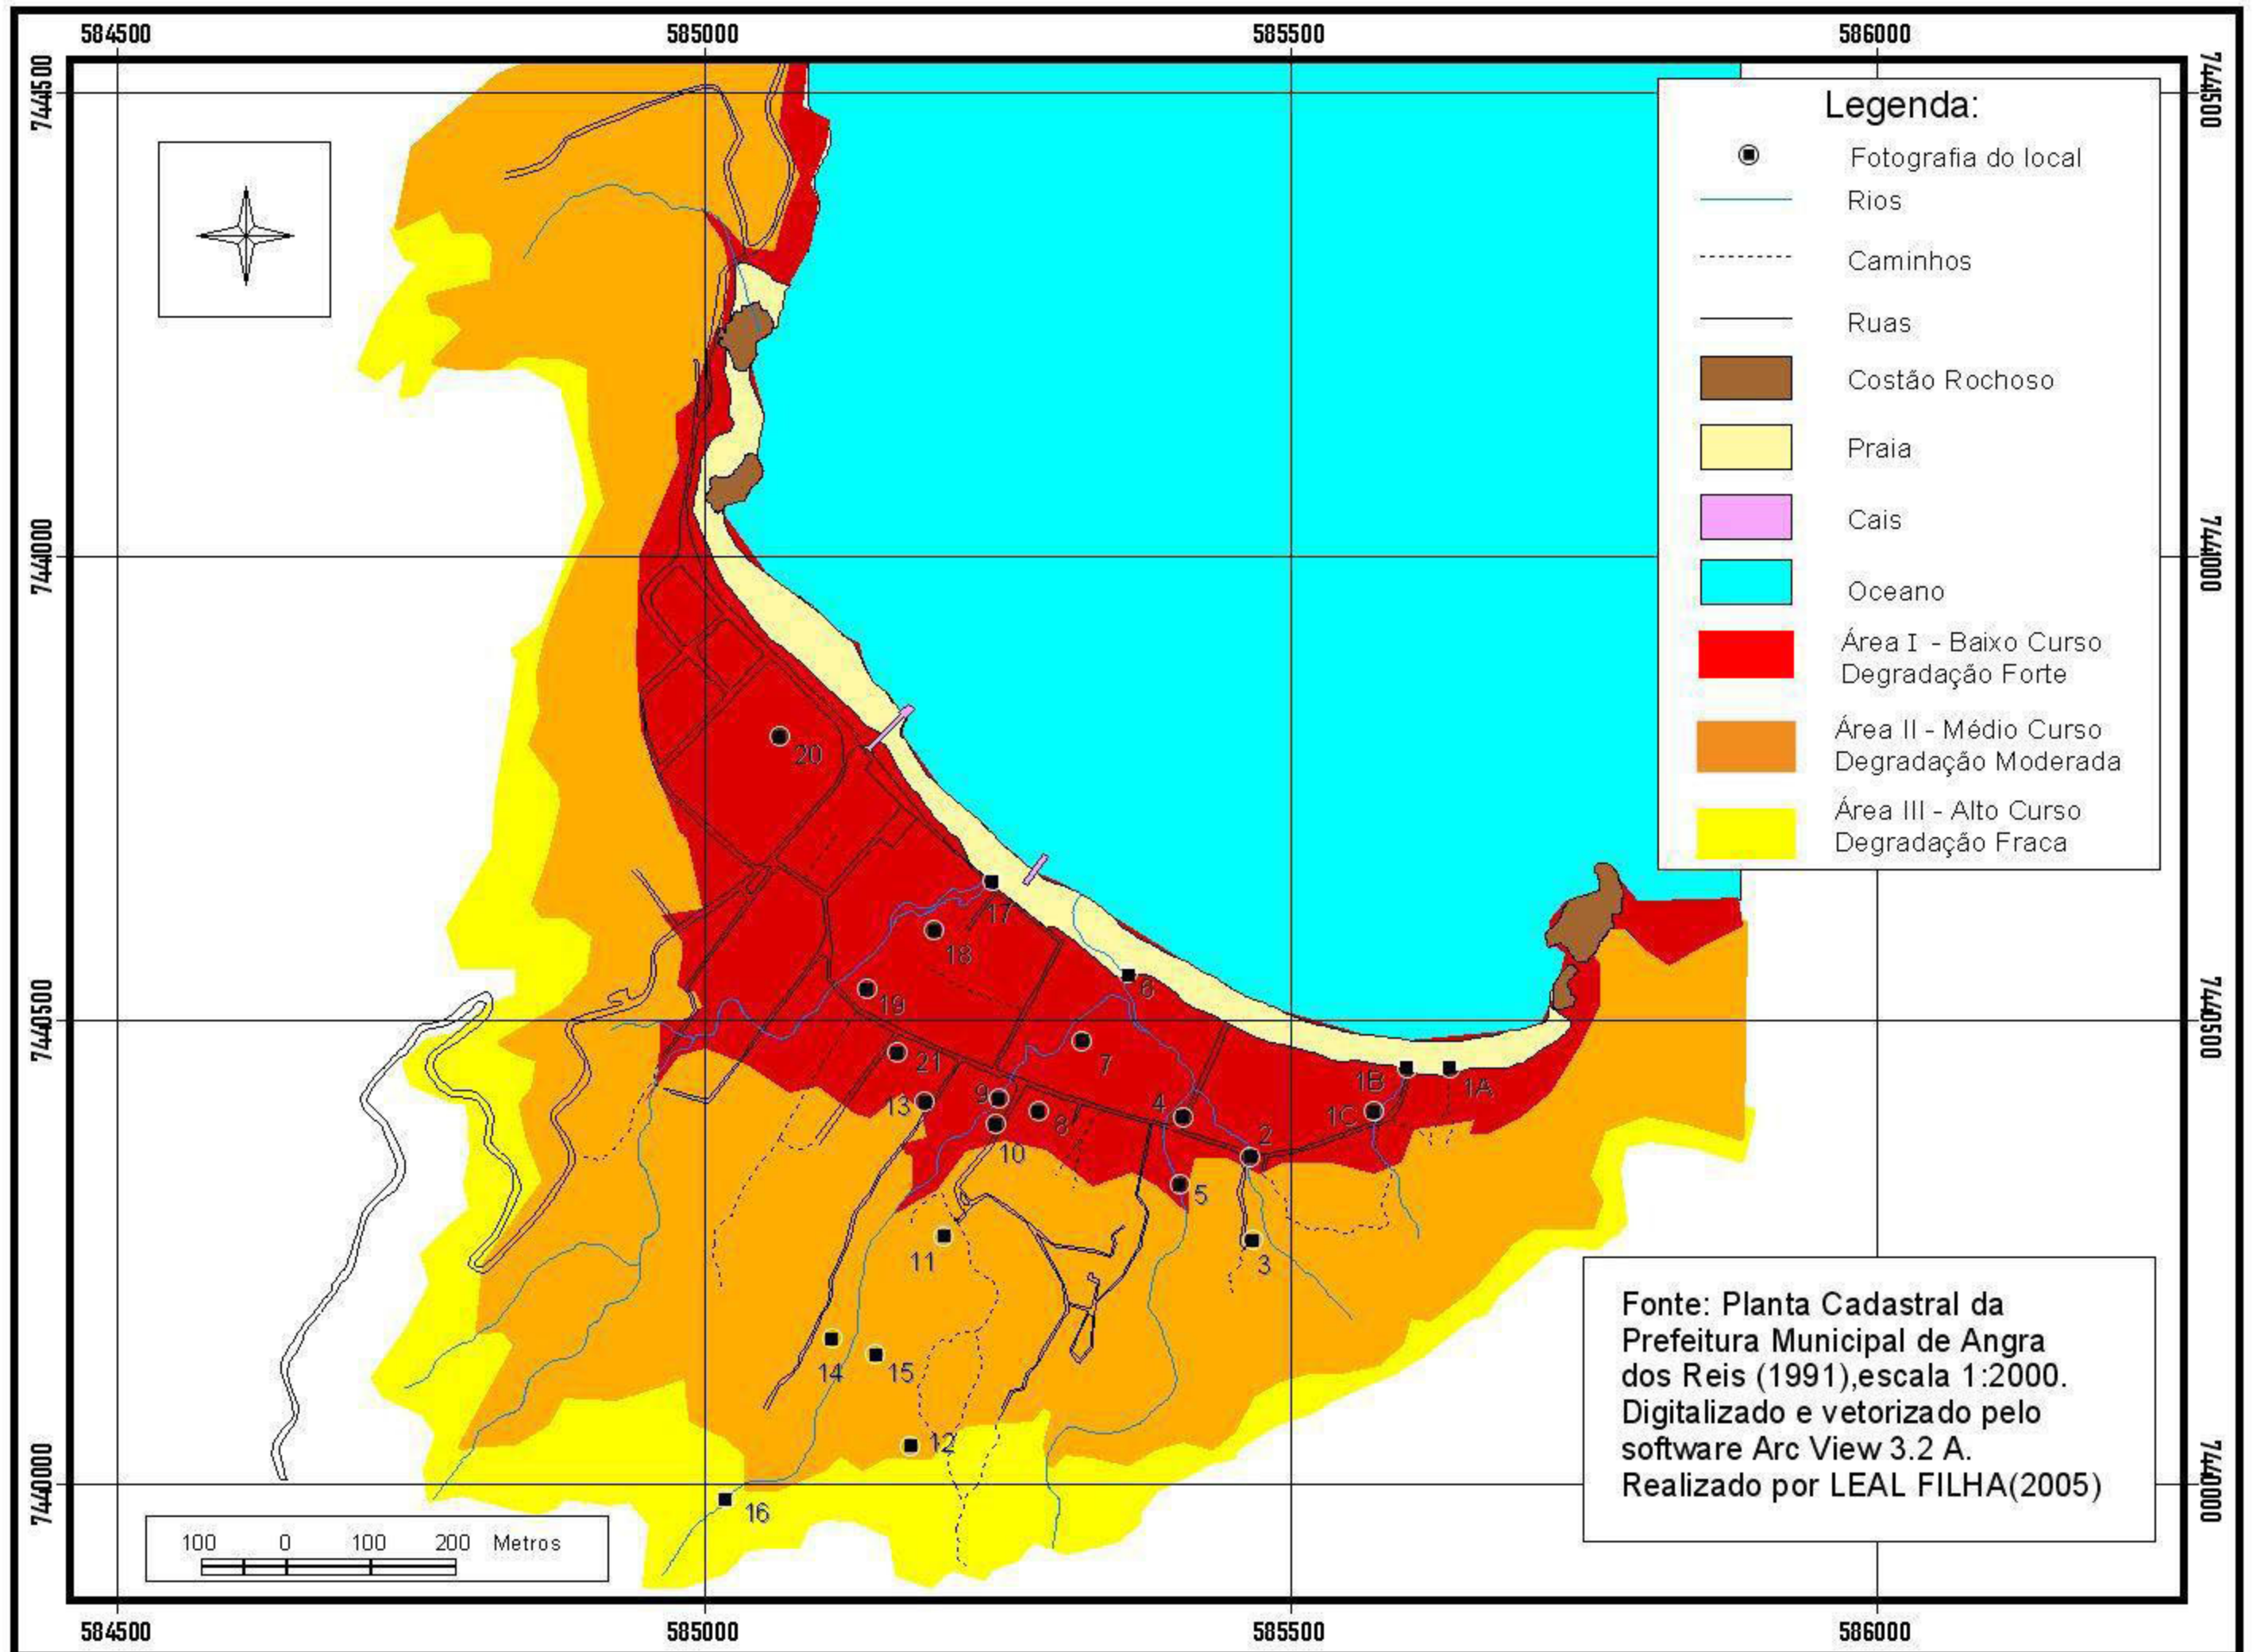 584500
585000
585500
586000
7441500
7441500
Legenda:
Fotografia do local
Rios
Caminhos
Ruas
Costão Rochoso
Praia
Cais
Oceano
Área I - Baixo Curso
Degradação Forte
Área II - Médio Curso
Degradação Moderada
Área III - Alto Curso
Degradação Fraca
7441000
7441000
20
17
18
6
19
7440500
7440500
7
21
1B
1A
9
13
8
4
1C
2
10
5
11
3
14
15
12
16
Fonte: Planta Cadastral da
Prefeitura Municipal de Angra
dos Reis (1991),escala 1:2000.
Digitalizado e vetorizado pelo
software Arc View 3.2 A.
Realizado por LEAL FILHA(2005)
7440000
7440000
100 0 100 200 Metros
584500
585000
585500
586000